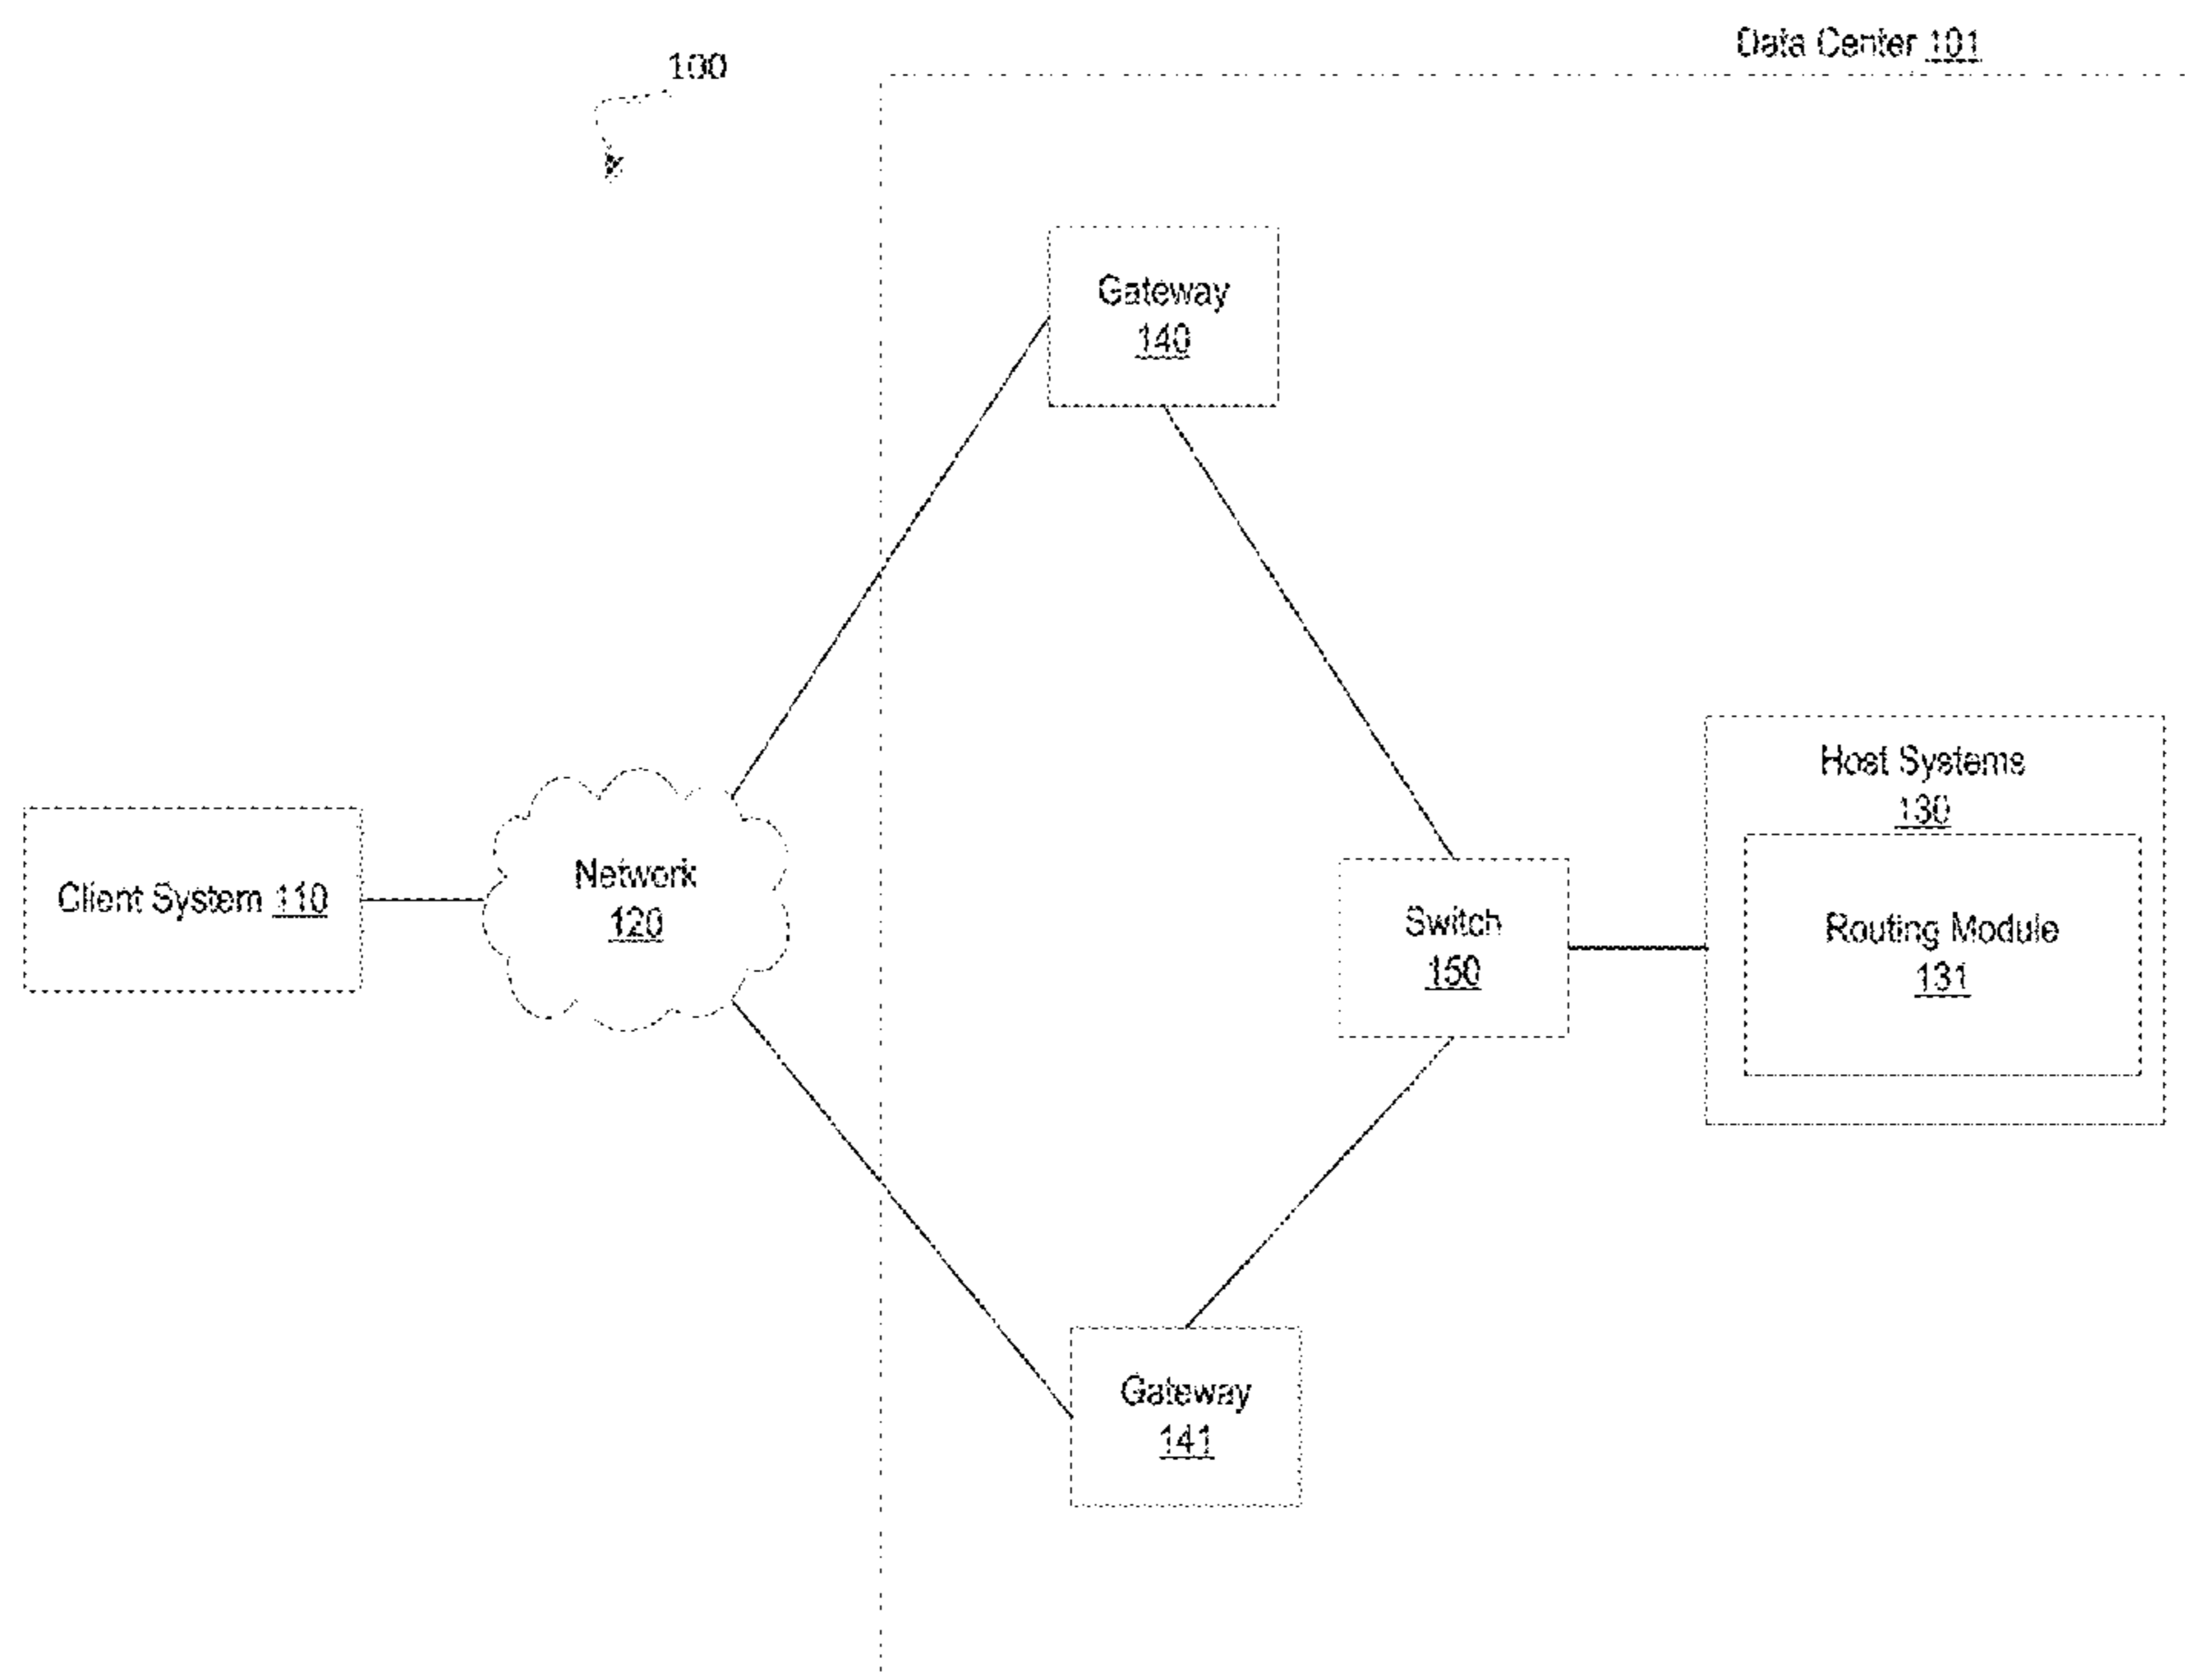 Data Center 101
100
Gateway
140
Host Systems
130
Client System 110
Network
120
Switch
150
Routing Module
131
Gateway
141